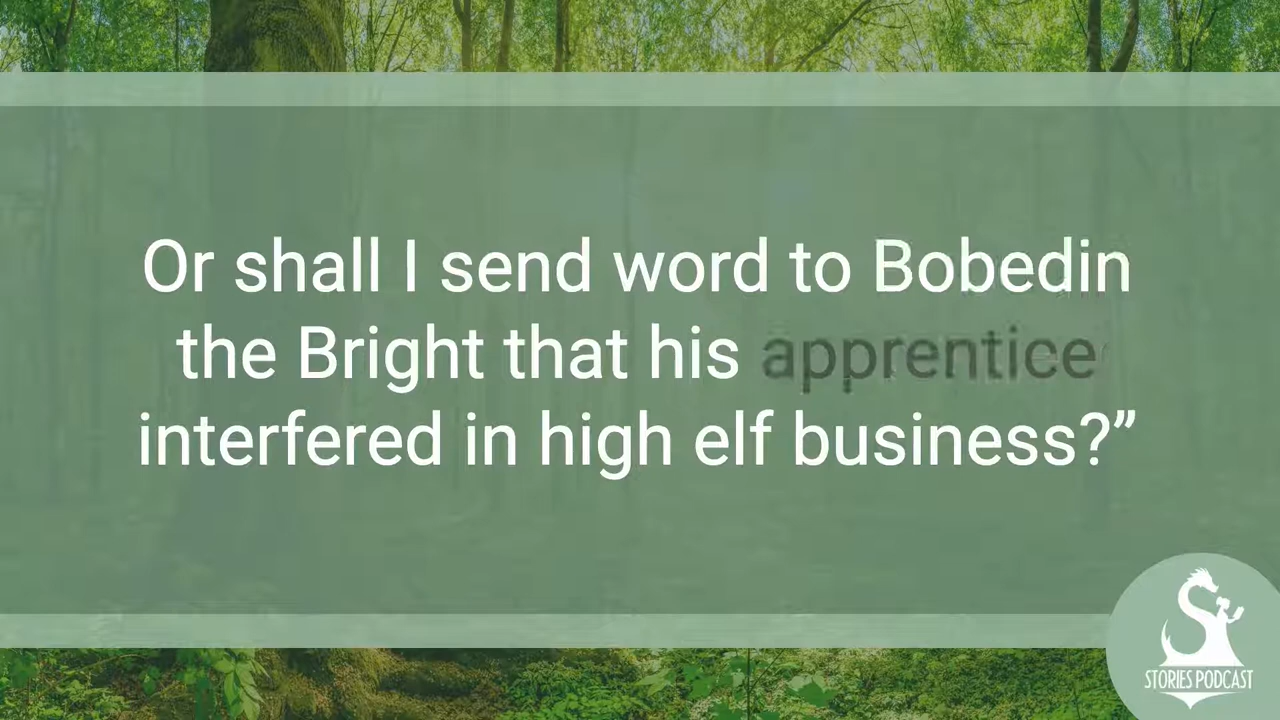 Or shall I send word to Bobedin
the Bright that his apprentice
interfered in high elf business?”
STORIES PODCAST